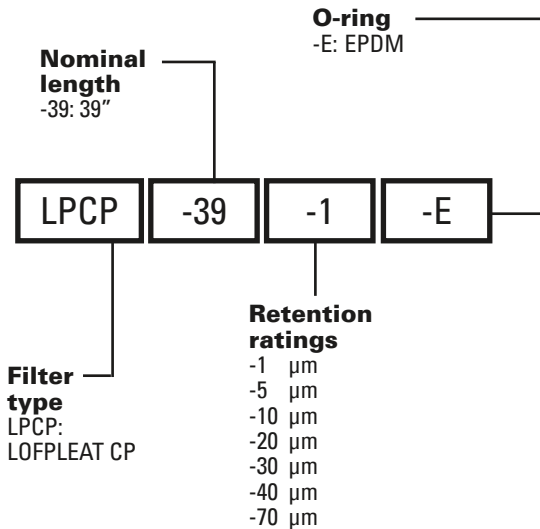 O-ring
-E: EPDM
Nominal
length
-39: 39”
LPCP -39 -1 -E
Retention
ratings
-1 µm
-5 µm
-10 µm
-20 µm
-30 µm
-40 µm
-70 µm
Filter
type
LPCP:
LOFPLEAT CP